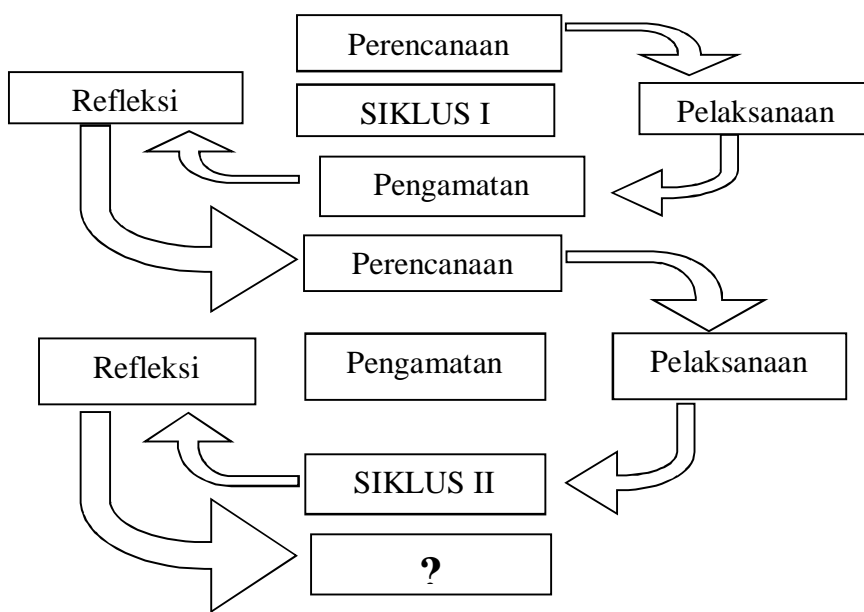 Perencanaan
Refleksi
SIKLUS I
Pelaksanaan
Pengamatan
Perencanaan
Refleksi
Pengamatan
Pelaksanaan
SIKLUS II
?